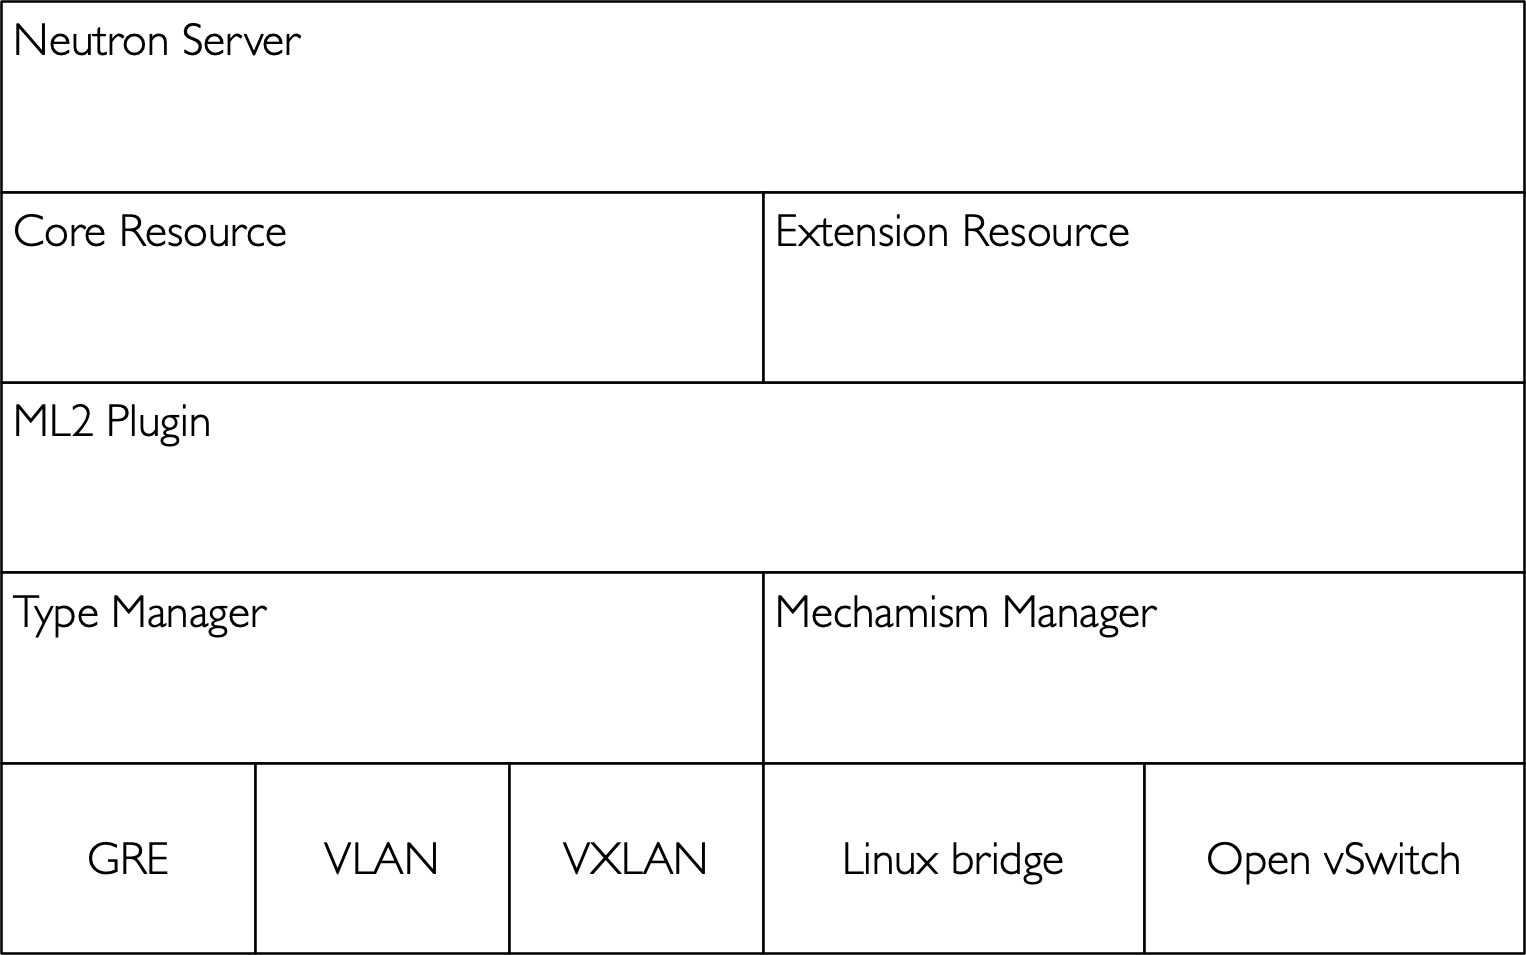 Neutron Server
Core Resource
Extension Resource
ML2 Plugin
Type Manager
Mechamism Manager
GRE
VLAN
VXLAN
Linux bridge
Open vSwitch